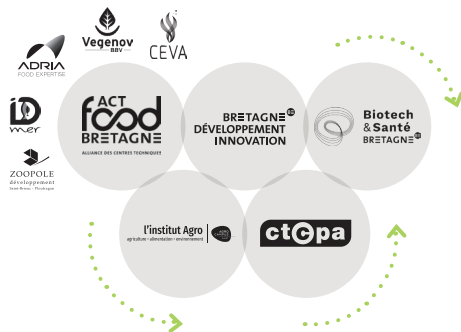 Vegenov
BBV
CEVA
ADRIA
FOOD EXPERTISE
iD
mer
ZOOPOLE
développement
ACT
food
BRETAGNE
ALLIANCE DES CENTRES TECHNIQUES
BRETAGNE
DÉVELOPPEMENT
INNOVATION
Biotech
&Santé
BRETAGNE
l'institut Agro
agriculture • alimentation • environnement
ctcpa